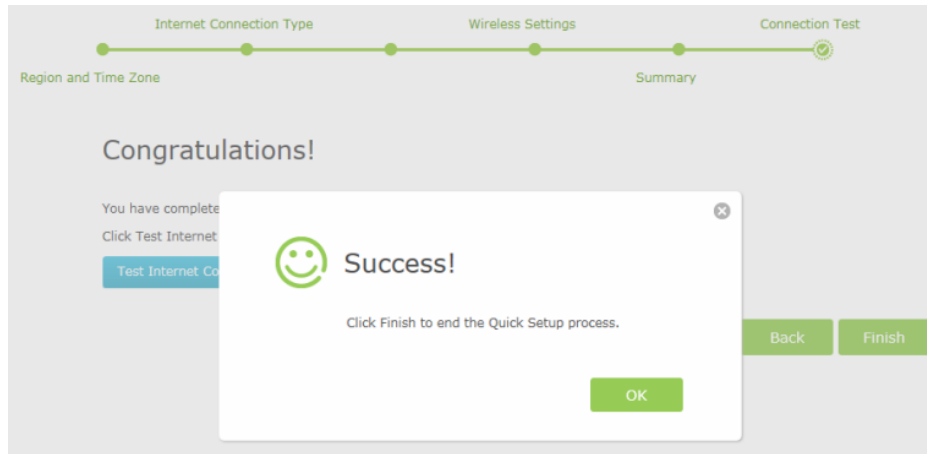 Internet Connection Type Wireless Settings Connection Test
Region and Time Zone Summary
Congratulations!
You have complete
Click Test Internet
Test Internet Co
Success!
Click Finish to end the Quick Setup process.
Back Finish
OK